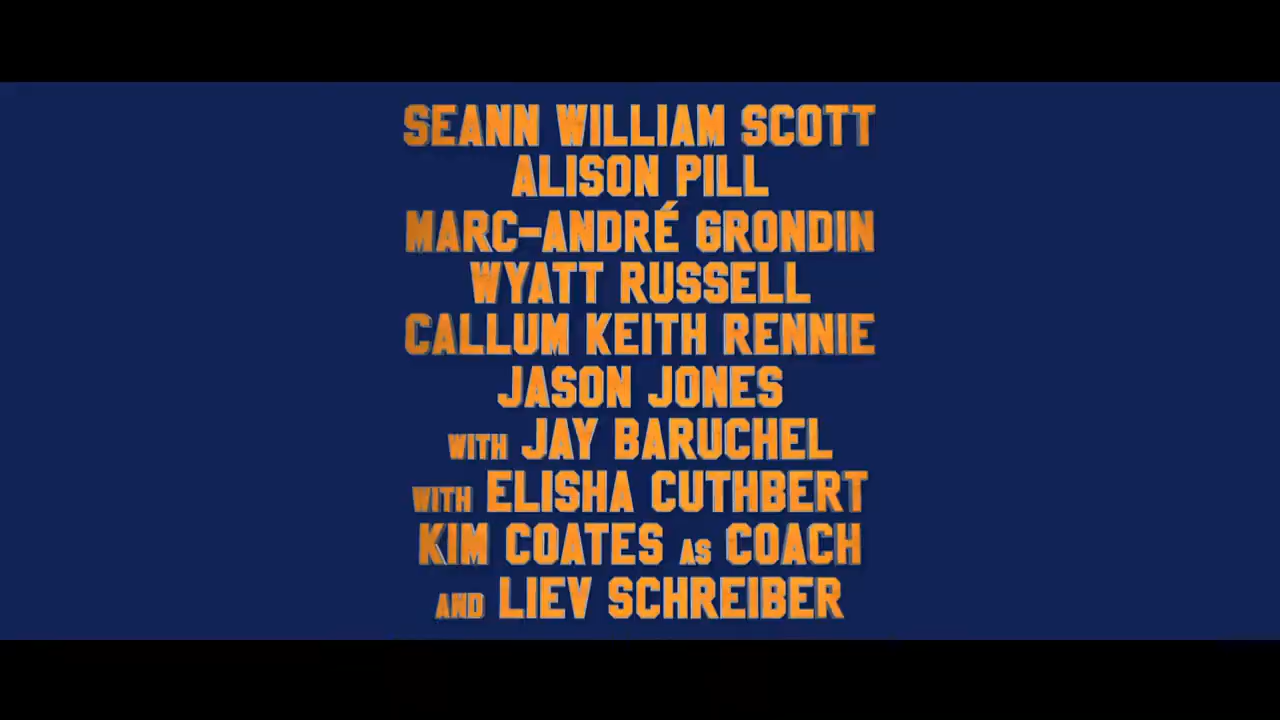 SEANN WILLIAM SCOTT
ALISON PILL
MARC-ANDRÉ GRONDIN
WYATT RUSSELL
CALLUM KEITH RENNIE
JASON JONES
WITH JAY BARUCHEL
WITH ELISHA CUTHBERT
KIM COATES AS COACH
AND LIEV SCHREIBER